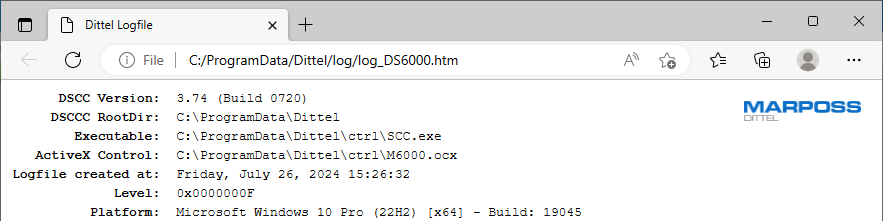 Dittel Logfile
File
C:/ProgramData/Dittel/log/log_DS6000.htm
DSCC Version: 3.74 (Build 0720)
DSCCC RootDir: C:\ProgramData\Dittel
Executable: C:\ProgramData\Dittel\ctrl\SCC.exe
ActiveX Control: C:\ProgramData\Dittel\ctrl\M6000.ocx
Logfile created at: Friday, July 26, 2024 15:26:32
Level: 0x0000000F
Platform: Microsoft Windows 10 Pro (22H2) [x64] - Build: 19045
MARPOSS
DITTEL